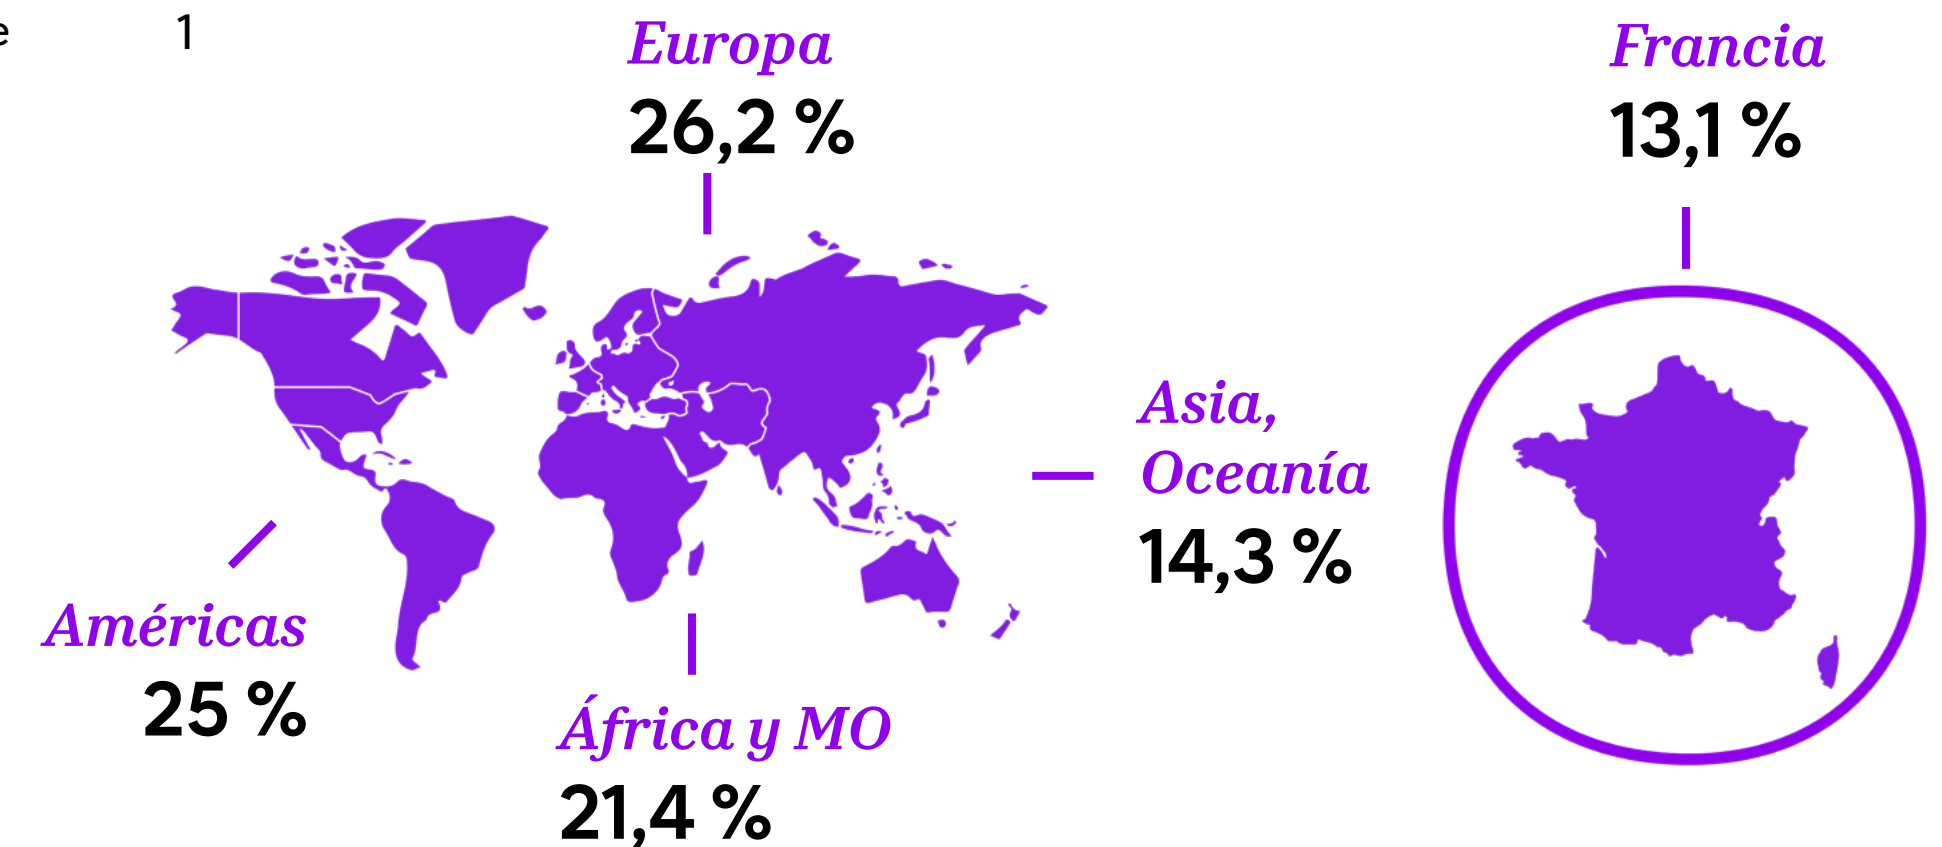 e
1
Europa
26,2 %
Francia
13,1 %
Asia,
Oceanía
14,3 %
Américas
25 %
África y MO
21,4 %